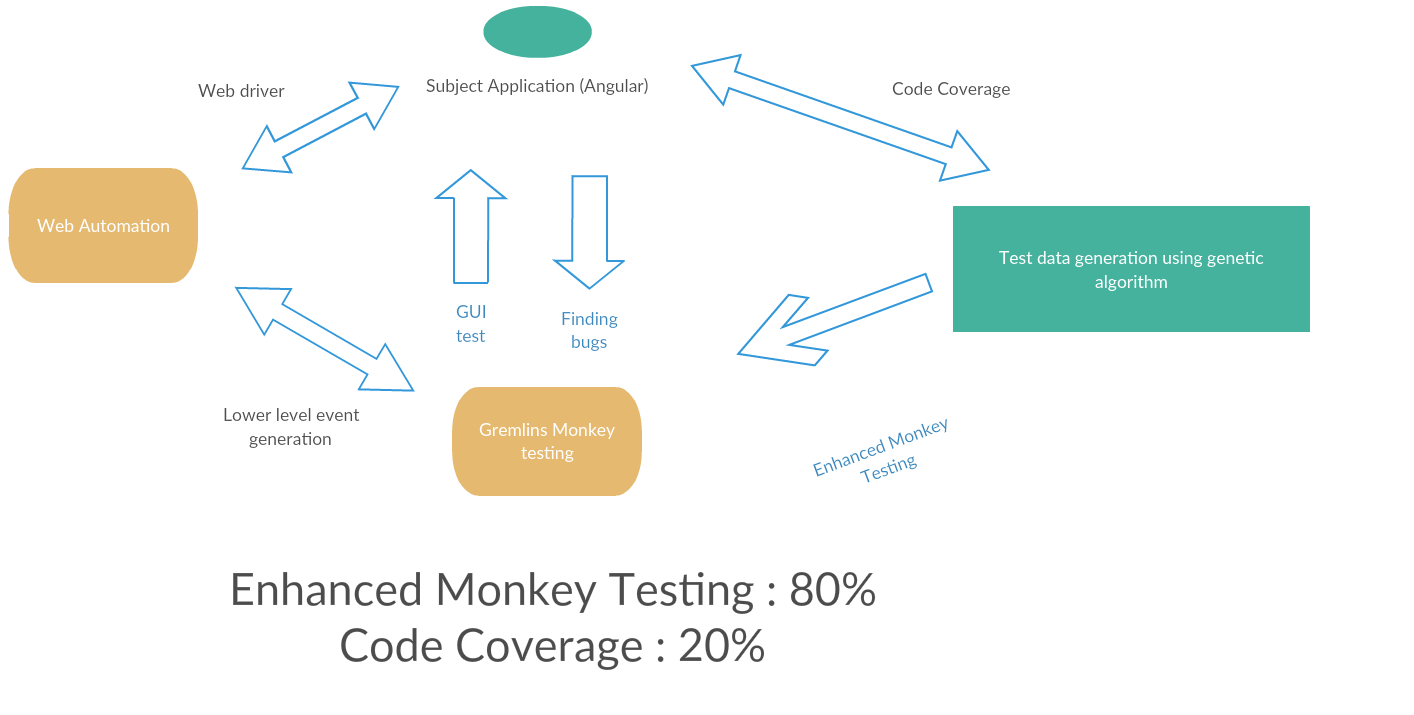 Web driver
Subject Application (Angular)
Code Coverage
Web Automation
Test data generation using genetic
algorithm
GUI
test
Finding
bugs
Lower level event
generation
Gremlins Monkey
testing
Enhanced Monkey
Testing
Enhanced Monkey Testing : 80%
Code Coverage : 20%